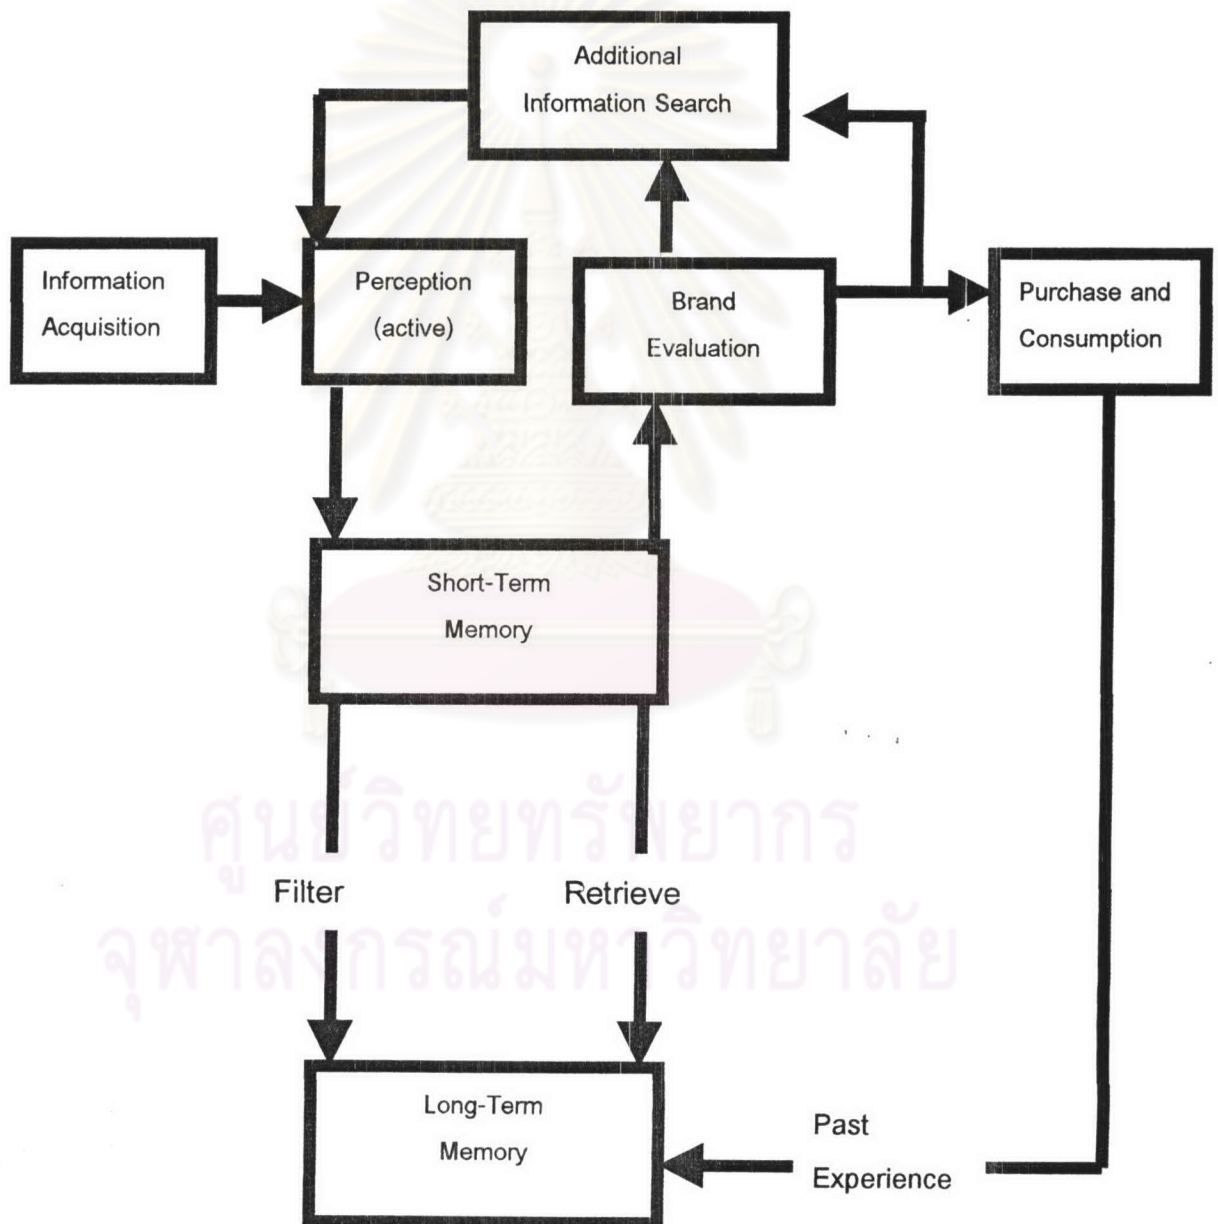 Additional
Information Search
Information
Acquisition
Perception
(active)
Brand
Evaluation
Purchase and
Consumption
Short-Term
Memory
ศูนย์วิทยทรัพยากร
Filter
Retrieve
จุฬาลงกรณ์มหาวิทยาลัย
Long-Term
Memory
Past
Experience